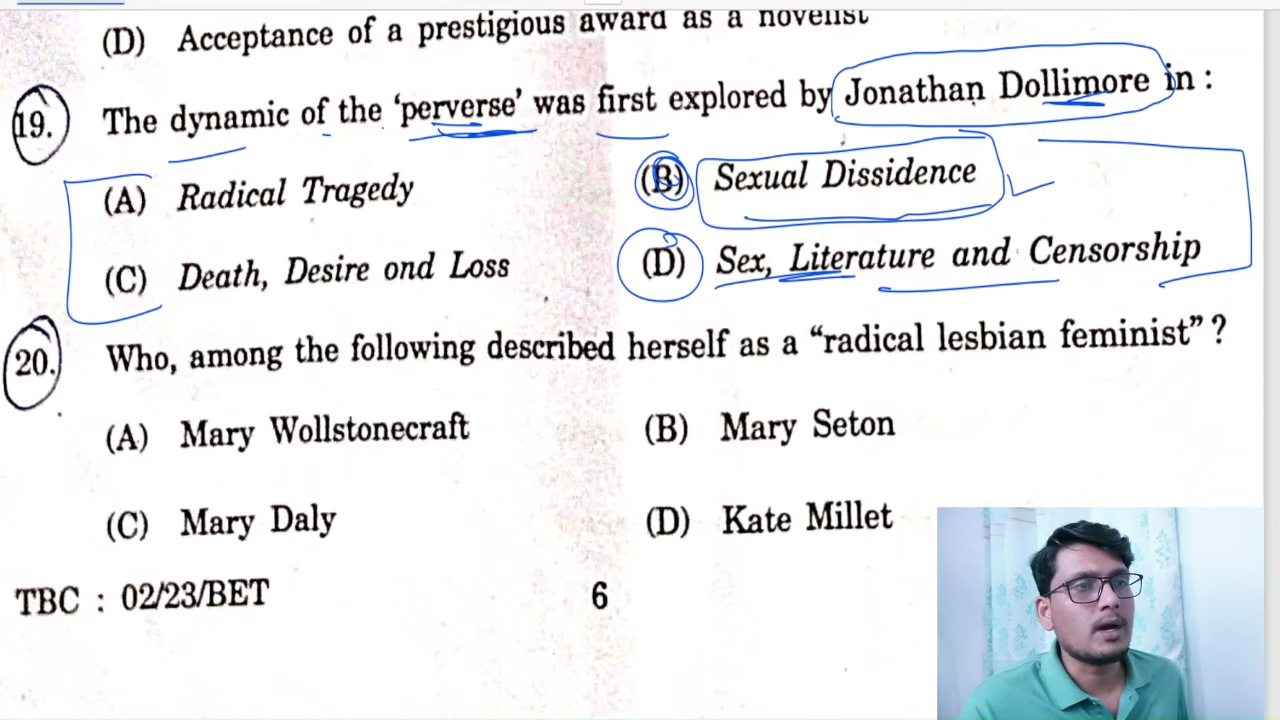 (D) Acceptance of a prestigious award as a novelist
19. The dynamic of the 'perverse' was first explored by Jonathan Dollimore in :
(A) Radical Tragedy (B) Sexual Dissidence
(C) Death, Desire ond Loss (D) Sex, Literature and Censorship
20. Who, among the following described herself as a “radical lesbian feminist” ?
(A) Mary Wollstonecraft (B) Mary Seton
(C) Mary Daly (D) Kate Millet
TBC : 02/23/BET 6